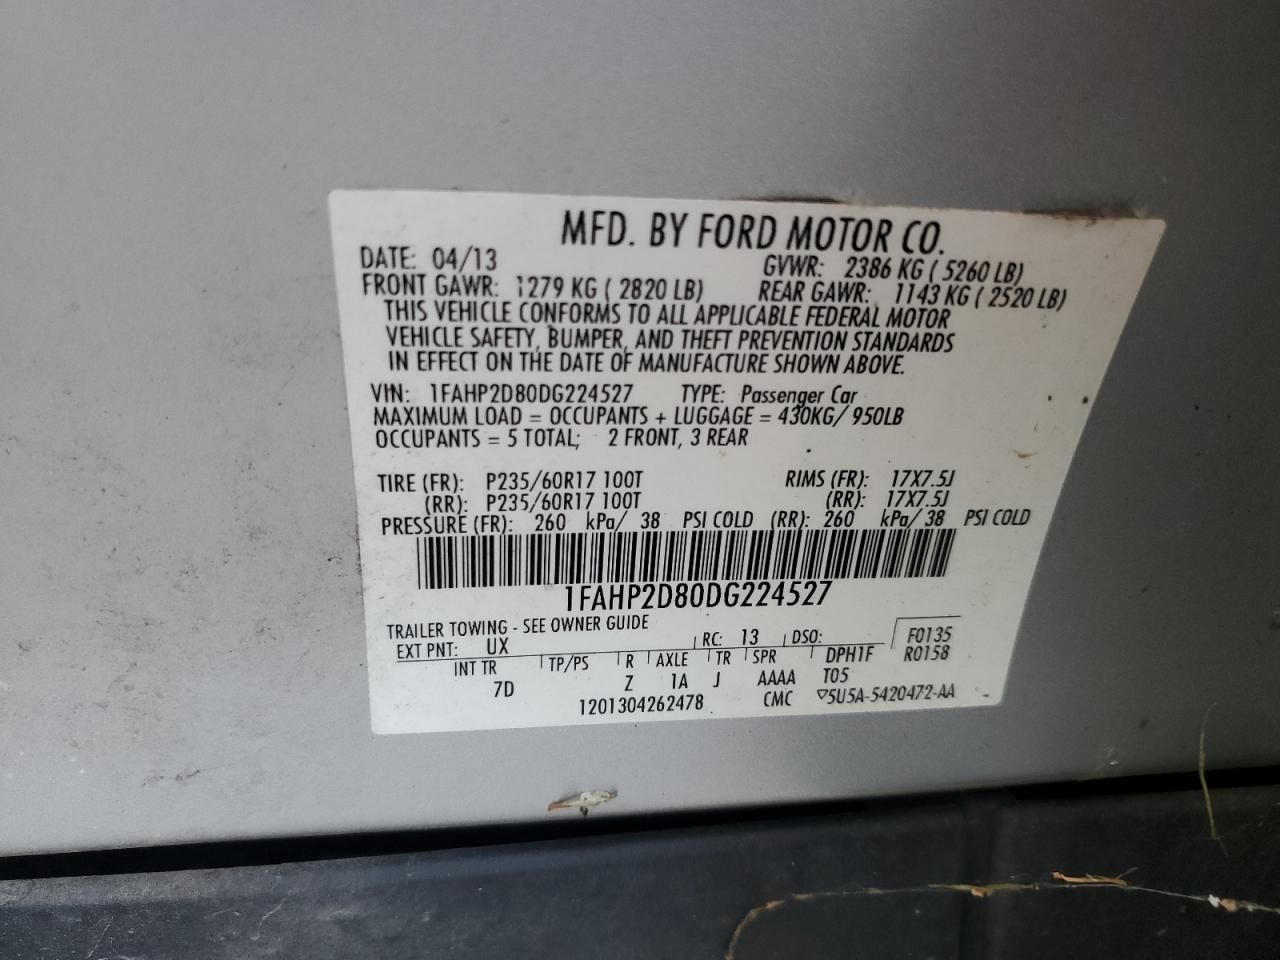 MFD. BY FORD MOTOR CO.
DATE: 04/13 GVWR: 2386 KG ( 5260 LB)
FRONT GAWR: 1279 KG ( 2820 LB) REAR GAWR: 1143 KG ( 2520 LB)
THIS VEHICLE CONFORMS TO ALL APPLICABLE FEDERAL MOTOR
VEHICLE SAFETY, BUMPER, AND THEFT PREVENTION STANDARDS
IN EFFECT ON THE DATE OF MANUFACTURE SHOWN ABOVE.
VIN: 1FAHP2D80DG224527 TYPE: Passenger Car
MAXIMUM LOAD = OCCUPANTS + LUGGAGE = 430KG/ 950LB
OCCUPANTS = 5 TOTAL; 2 FRONT, 3 REAR
TIRE (FR): P235/60R17 100T RIMS (FR): 17X7.5J
(RR): P235/60R17 100T (RR): 17X7.5J
PRESSURE (FR): 260 kPa/ 38 PSI COLD (RR): 260 kPa/ 38 PSI COLD
1FAHP2D80DG224527
TRAILER TOWING - SEE OWNER GUIDE
EXT PNT: UX RC: 13 DSO: F0135
INT TR TP/PS R AXLE TR SPR DPH1F R0158
7D Z 1A J AAAA T05
1201304262478 CMC ▽5U5A-5420472-AA